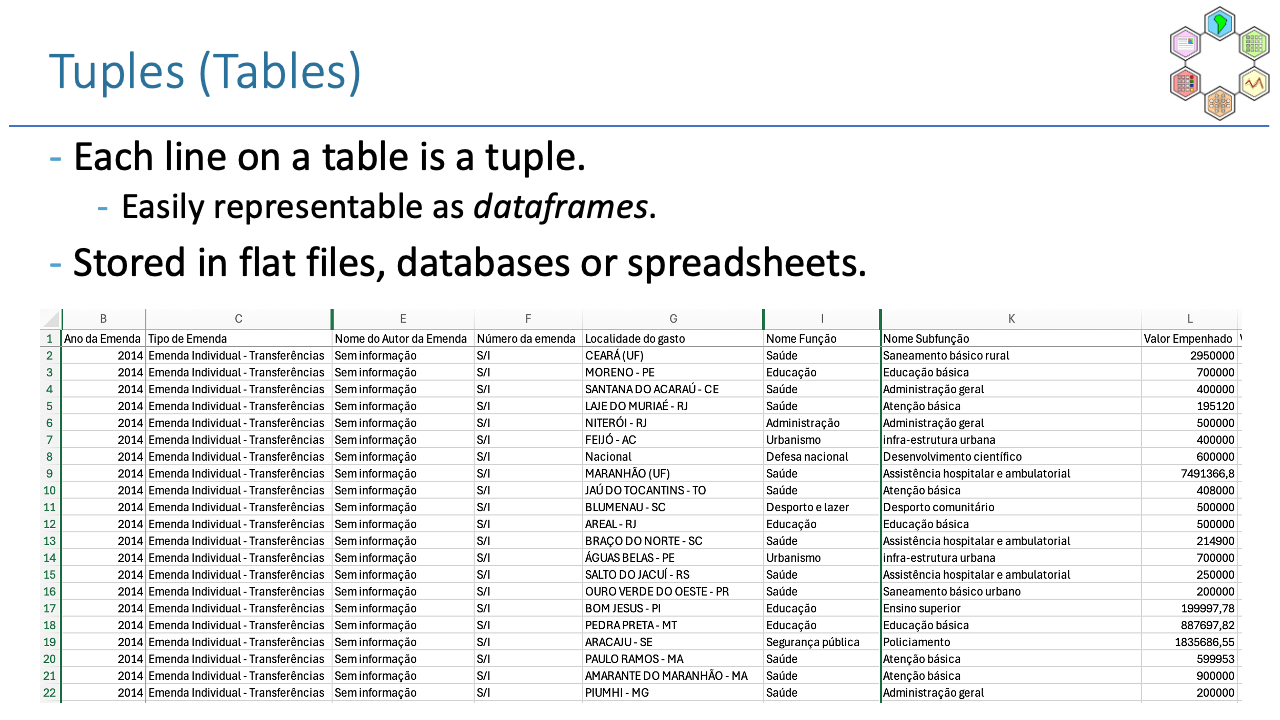 Tuples (Tables)
- Each line on a table is a tuple.
- Easily representable as dataframes.
- Stored in flat files, databases or spreadsheets.
B C E F G I K L
1 Ano da Emenda Tipo de Emenda Nome do Autor da Emenda Número da emenda Localidade do gasto Nome Função Nome Subfunção Valor Empenhado
2 2014 Emenda Individual - Transferências Sem informação S/I CEARÁ (UF) Saúde Saneamento básico rural 2950000
3 2014 Emenda Individual - Transferências Sem informação S/I MORENO - PE Educação Educação básica 700000
4 2014 Emenda Individual - Transferências Sem informação S/I SANTANA DO ACARAÚ - CE Saúde Administração geral 400000
5 2014 Emenda Individual - Transferências Sem informação S/I LAJE DO MURIAÉ - RJ Saúde Atenção básica 195120
6 2014 Emenda Individual - Transferências Sem informação S/I NITERÓI - RJ Administração Administração geral 500000
7 2014 Emenda Individual - Transferências Sem informação S/I FEIJÓ - AC Urbanismo infra-estrutura urbana 400000
8 2014 Emenda Individual - Transferências Sem informação S/I Nacional Defesa nacional Desenvolvimento científico 600000
9 2014 Emenda Individual - Transferências Sem informação S/I MARANHÃO (UF) Saúde Assistência hospitalar e ambulatorial 7491366,8
10 2014 Emenda Individual - Transferências Sem informação S/I JAÚ DO TOCANTINS - TO Saúde Atenção básica 408000
11 2014 Emenda Individual - Transferências Sem informação S/I BLUMENAU - SC Desporto e lazer Desporto comunitário 500000
12 2014 Emenda Individual - Transferências Sem informação S/I AREAL - RJ Educação Educação básica 500000
13 2014 Emenda Individual - Transferências Sem informação S/I BRAÇO DO NORTE - SC Saúde Assistência hospitalar e ambulatorial 214900
14 2014 Emenda Individual - Transferências Sem informação S/I ÁGUAS BELAS - PE Urbanismo infra-estrutura urbana 700000
15 2014 Emenda Individual - Transferências Sem informação S/I SALTO DO JACUÍ - RS Saúde Assistência hospitalar e ambulatorial 250000
16 2014 Emenda Individual - Transferências Sem informação S/I OURO VERDE DO OESTE - PR Saúde Saneamento básico urbano 200000
17 2014 Emenda Individual - Transferências Sem informação S/I BOM JESUS - PI Educação Ensino superior 199997,78
18 2014 Emenda Individual - Transferências Sem informação S/I PEDRA PRETA - MT Educação Educação básica 887697,82
19 2014 Emenda Individual - Transferências Sem informação S/I ARACAJU - SE Segurança pública Policiamento 1835686,55
20 2014 Emenda Individual - Transferências Sem informação S/I PAULO RAMOS - MA Saúde Atenção básica 599953
21 2014 Emenda Individual - Transferências Sem informação S/I AMARANTE DO MARANHÃO - MA Saúde Atenção básica 900000
22 2014 Emenda Individual - Transferências Sem informação S/I PIUMHI - MG Saúde Administração geral 200000